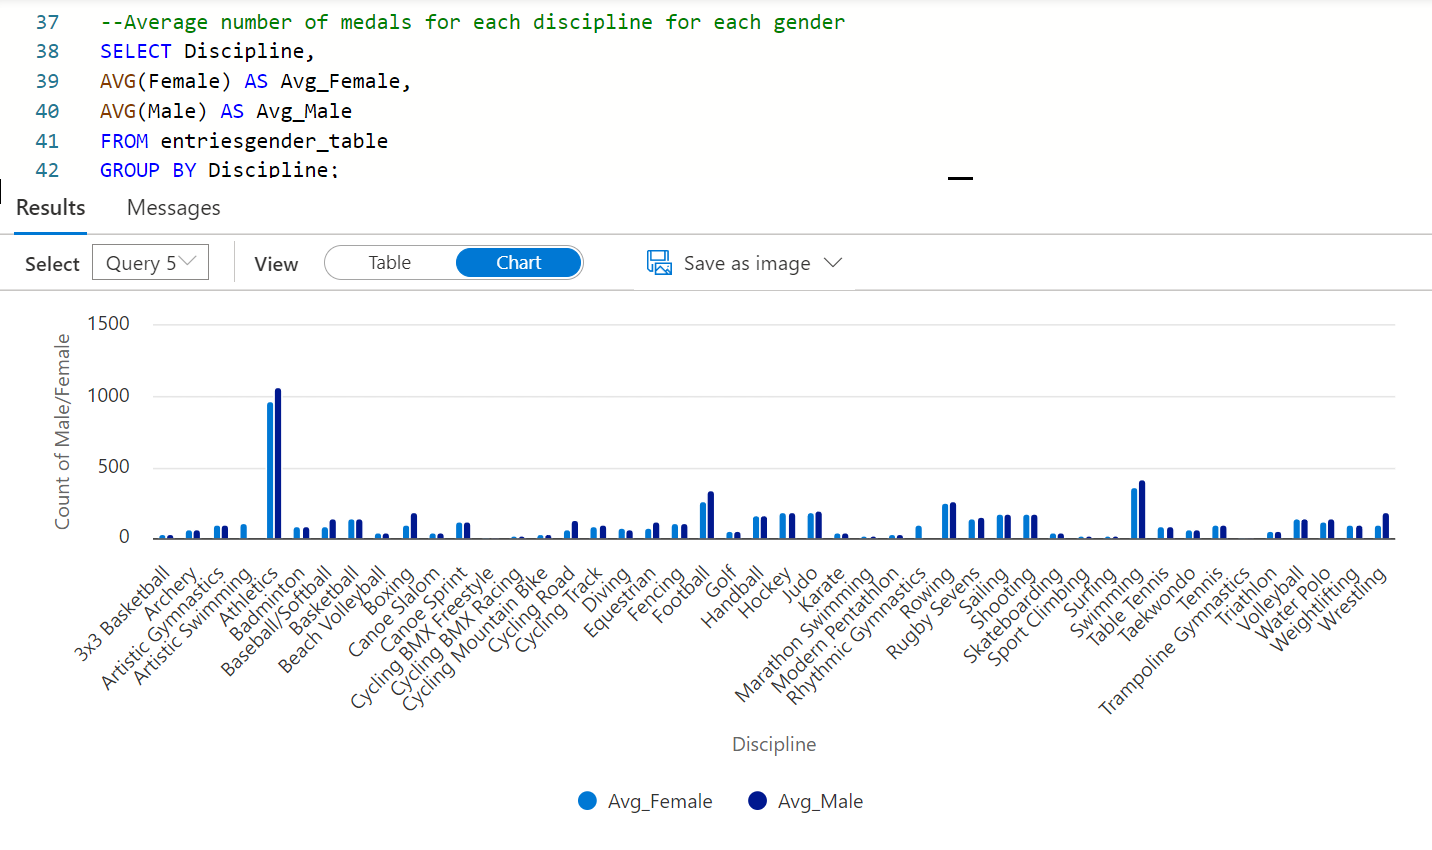 37 --Average number of medals for each discipline for each gender
38 SELECT Discipline,
39 AVG(Female) AS Avg_Female,
40 AVG(Male) AS Avg_Male
41 FROM entriesgender_table
42 GROUP BY Discipline;
Results Messages
Select Query 5 View Table Chart Save as image
Count of Male/Female
1500
1000
500
0
3x3 Basketball
Archery
Artistic Gymnastics
Artistic Swimming
Athletics
Badminton
Baseball/Softball
Basketball
Beach Volleyball
Boxing
Canoe Slalom
Canoe Sprint
Cycling BMX Freestyle
Cycling BMX Racing
Cycling Mountain Bike
Cycling Road
Cycling Track
Diving
Equestrian
Fencing
Football
Golf
Handball
Hockey
Judo
Karate
Marathon Swimming
Modern Pentathlon
Rhythmic Gymnastics
Rowing
Rugby Sevens
Sailing
Shooting
Skateboarding
Sport Climbing
Surfing
Swimming
Table Tennis
Taekwondo
Tennis
Trampoline Gymnastics
Triathlon
Volleyball
Water Polo
Weightlifting
Wrestling
Discipline
Avg_Female Avg_Male